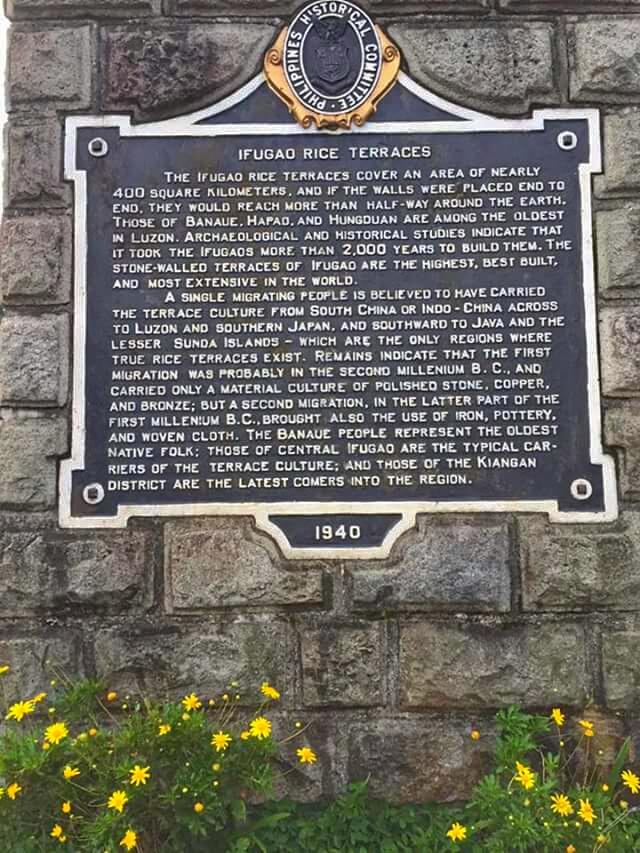 PHILIPPINES HISTORICAL COMMITTEE
IFUGAO RICE TERRACES
THE IFUGAO RICE TERRACES COVER AN AREA OF NEARLY
400 SQUARE KILOMETERS, AND IF THE WALLS WERE PLACED END TO
END, THEY WOULD REACH MORE THAN HALF-WAY AROUND THE EARTH.
THOSE OF BANAUE, HAPAO, AND HUNGDUAN ARE AMONG THE OLDEST
IN LUZON. ARCHAEOLOGICAL AND HISTORICAL STUDIES INDICATE THAT
IT TOOK THE IFUGAOS MORE THAN 2,000 YEARS TO BUILD THEM. THE
STONE-WALLED TERRACES OF IFUGAO ARE THE HIGHEST, BEST BUILT,
AND MOST EXTENSIVE IN THE WORLD.
A SINGLE MIGRATING PEOPLE IS BELIEVED TO HAVE CARRIED
THE TERRACE CULTURE FROM SOUTH CHINA OR INDO-CHINA ACROSS
TO LUZON AND SOUTHERN JAPAN, AND SOUTHWARD TO JAVA AND THE
LESSER SUNDA ISLANDS – WHICH ARE THE ONLY REGIONS WHERE
TRUE RICE TERRACES EXIST. REMAINS INDICATE THAT THE FIRST
MIGRATION WAS PROBABLY IN THE SECOND MILLENIUM B.C., AND
CARRIED ONLY A MATERIAL CULTURE OF POLISHED STONE, COPPER,
AND BRONZE; BUT A SECOND MIGRATION, IN THE LATTER PART OF THE
FIRST MILLENIUM B.C., BROUGHT ALSO THE USE OF IRON, POTTERY,
AND WOVEN CLOTH. THE BANAUE PEOPLE REPRESENT THE OLDEST
NATIVE FOLK; THOSE OF CENTRAL IFUGAO ARE THE TYPICAL CAR-
RIERS OF THE TERRACE CULTURE; AND THOSE OF THE KIANGAN
DISTRICT ARE THE LATEST COMERS INTO THE REGION.
1940